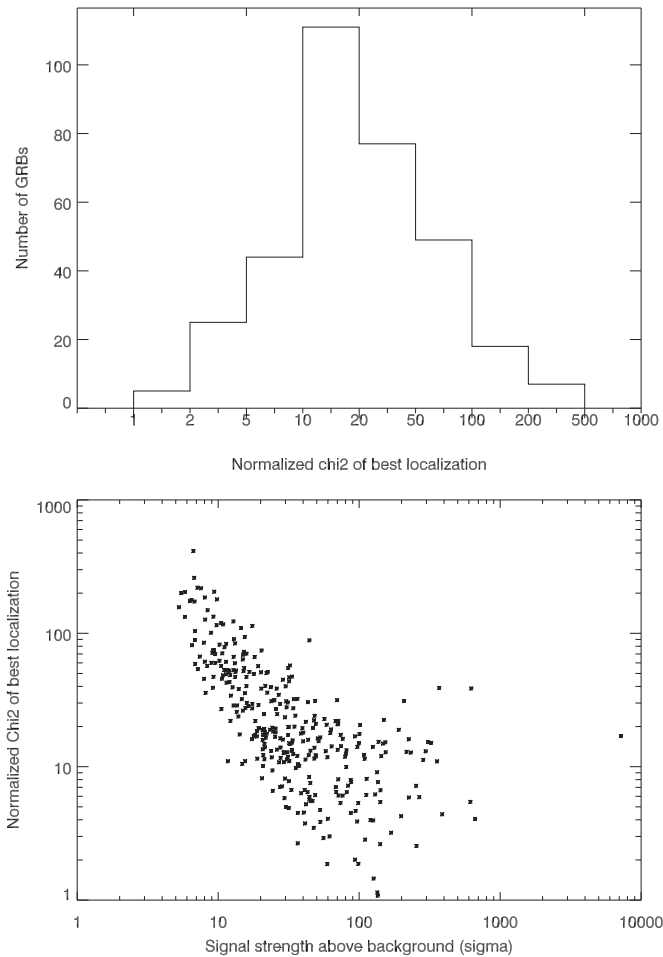 100
80
60
40
20
0
Number of GRBs
1 2 5 10 20 50 100 200 500 1000
Normalized chi2 of best localization
1000
100
10
1
Normalized Chi2 of best localization
1 10 100 1000 10000
Signal strength above background (sigma)